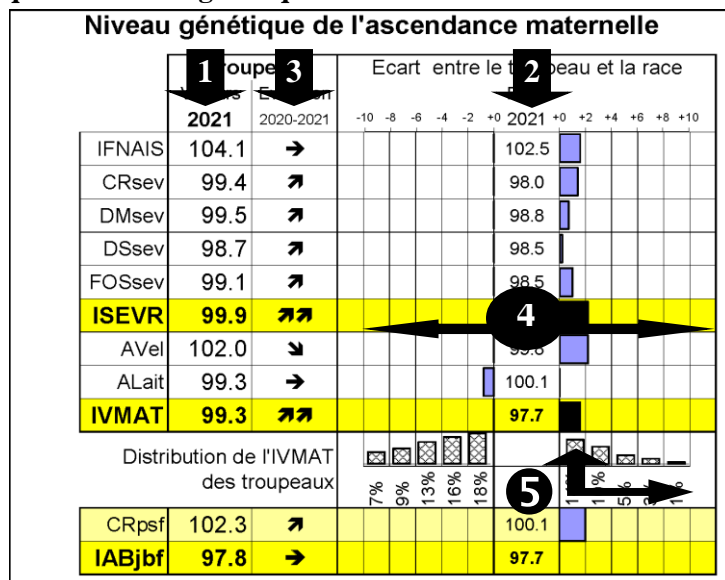 Niveau génétique de l'ascendance maternelle
1 3 Ecart entre le 2 et la race
2021 2020-2021 -10 -8 -6 -4 -2 +0 2021 +0 +2 +4 +6 +8 +10
IFNAIS 104.1 ➔ 102.5
CRsev 99.4 ↗ 98.0
DMsev 99.5 ↗ 98.8
DSsev 98.7 ↗ 98.5
FOSsev 99.1 ↗ 98.5
ISEVR 99.9 ↗↗ 4
AVel 102.0 ↘ 99.8
ALait 99.3 ➔ 100.1
IVMAT 99.3 ↗↗ 97.7
Distribution de l'IVMAT
des troupeaux 7% 9% 13% 16% 18% 5 5%
CRpsf 102.3 ↗ 100.1
IABjbf 97.8 ➔ 97.7